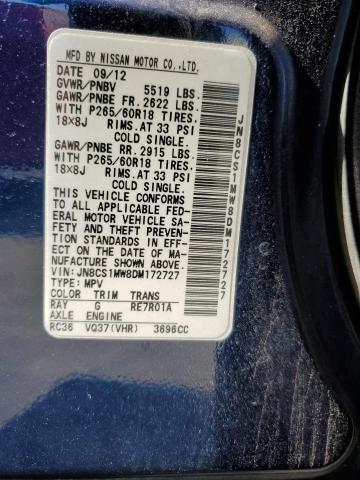 MFD BY NISSAN MOTOR CO.,LTD.
DATE 09/12
GVWR/PNBV 5519 LBS.
GAWR/PNBE FR. 2622 LBS.
WITH P265/60R18 TIRES.
18X8J RIMS.AT 33 PSI
COLD SINGLE.
GAWR/PNBE RR. 2915 LBS.
WITH P265/60R18 TIRES.
18X8J RIMS.AT 33 PSI
COLD SINGLE.
THIS VEHICLE CONFORMS
TO ALL APPLICABLE FED-
ERAL MOTOR VEHICLE SA-
FETY AND THEFT PREVEN-
TION STANDARDS IN EFF-
ECT ON THE DATE OF MA-
NUFACTURE SHOWN ABOVE.
VIN:JN8CS1MW8DM172727
TYPE: MPV
COLOR TRIM TRANS
RAY G RE7R01A
AXLE ENGINE
RC36 VQ37(VHR) 3696CC
JN8CS1MW8DM172727